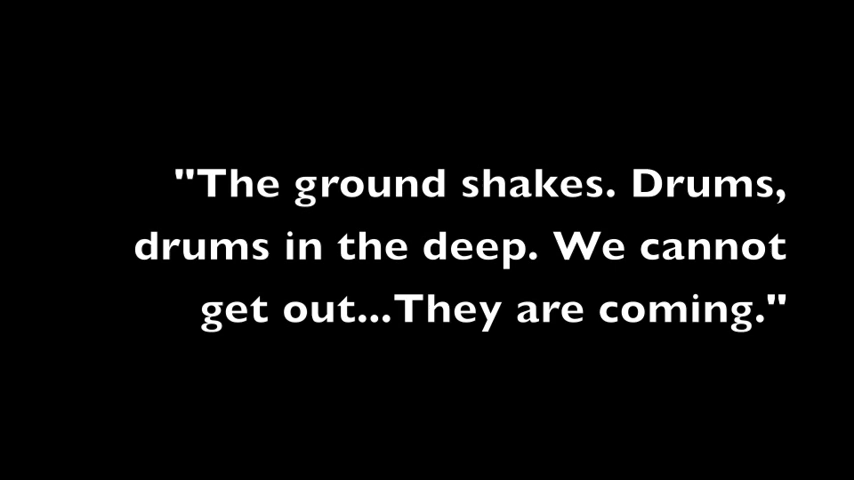 "The ground shakes. Drums,
drums in the deep. We cannot
get out...They are coming."